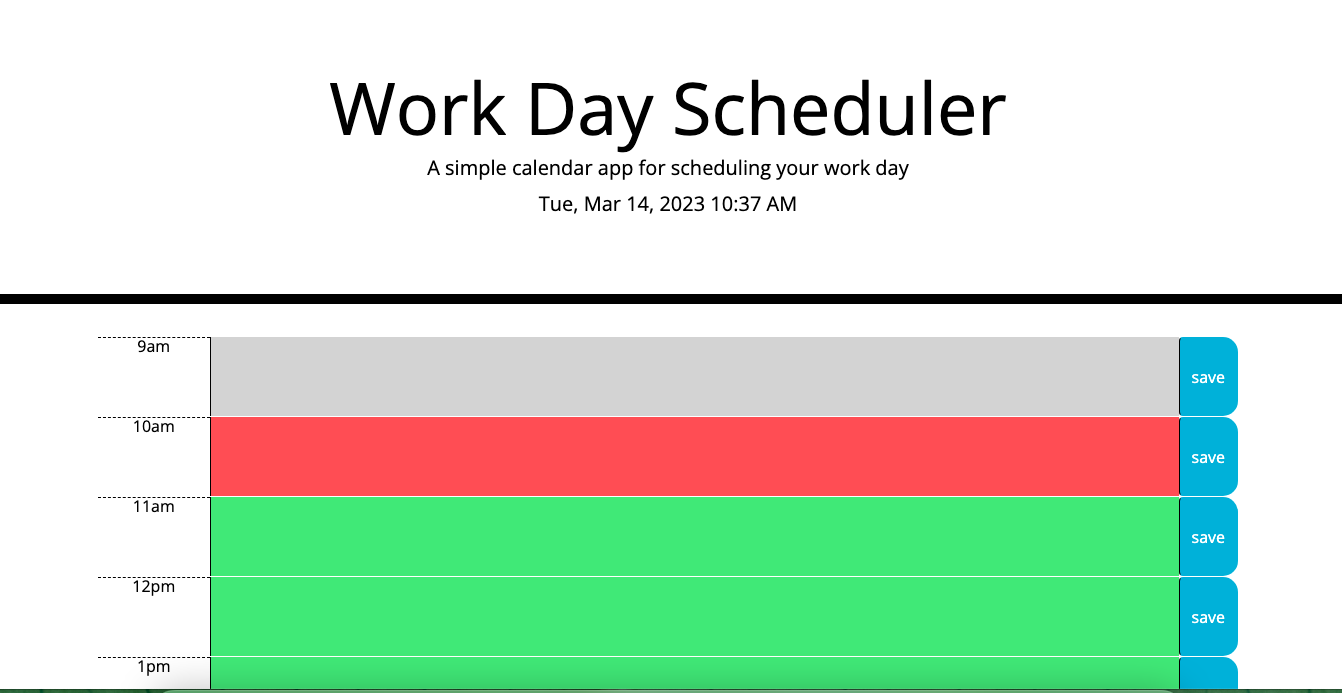 Work Day Scheduler
A simple calendar app for scheduling your work day
Tue, Mar 14, 2023 10:37 AM
9am
save
10am
save
11am
save
12pm
save
1pm